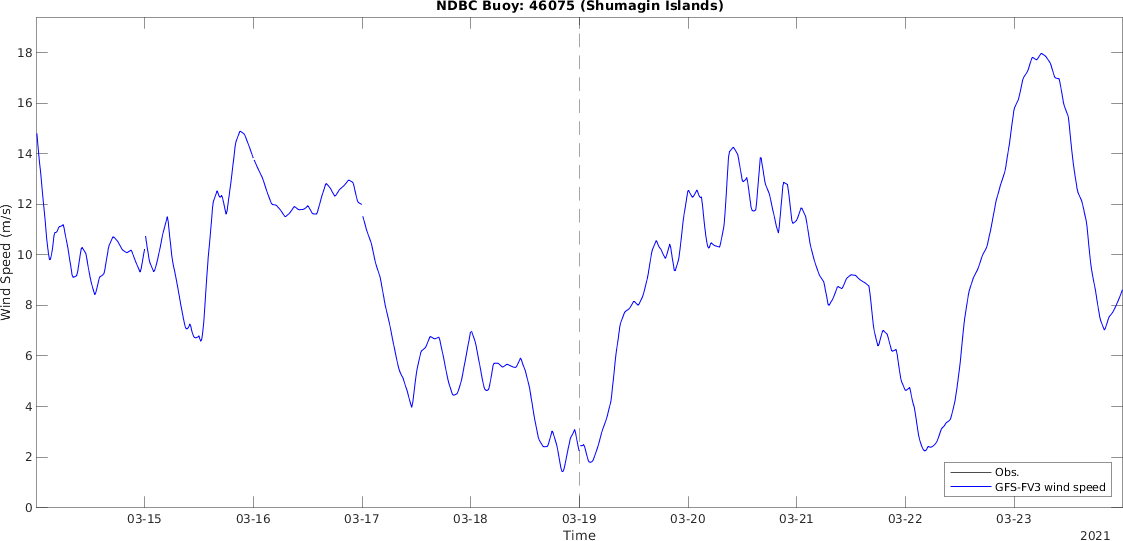 NDBC Buoy: 46075 (Shumagin Islands)
18
16
14
12
10
8
6
4
2
0
Wind Speed (m/s)
Obs.
GFS-FV3 wind speed
03-15 03-16 03-17 03-18 03-19 03-20 03-21 03-22 03-23
Time
2021